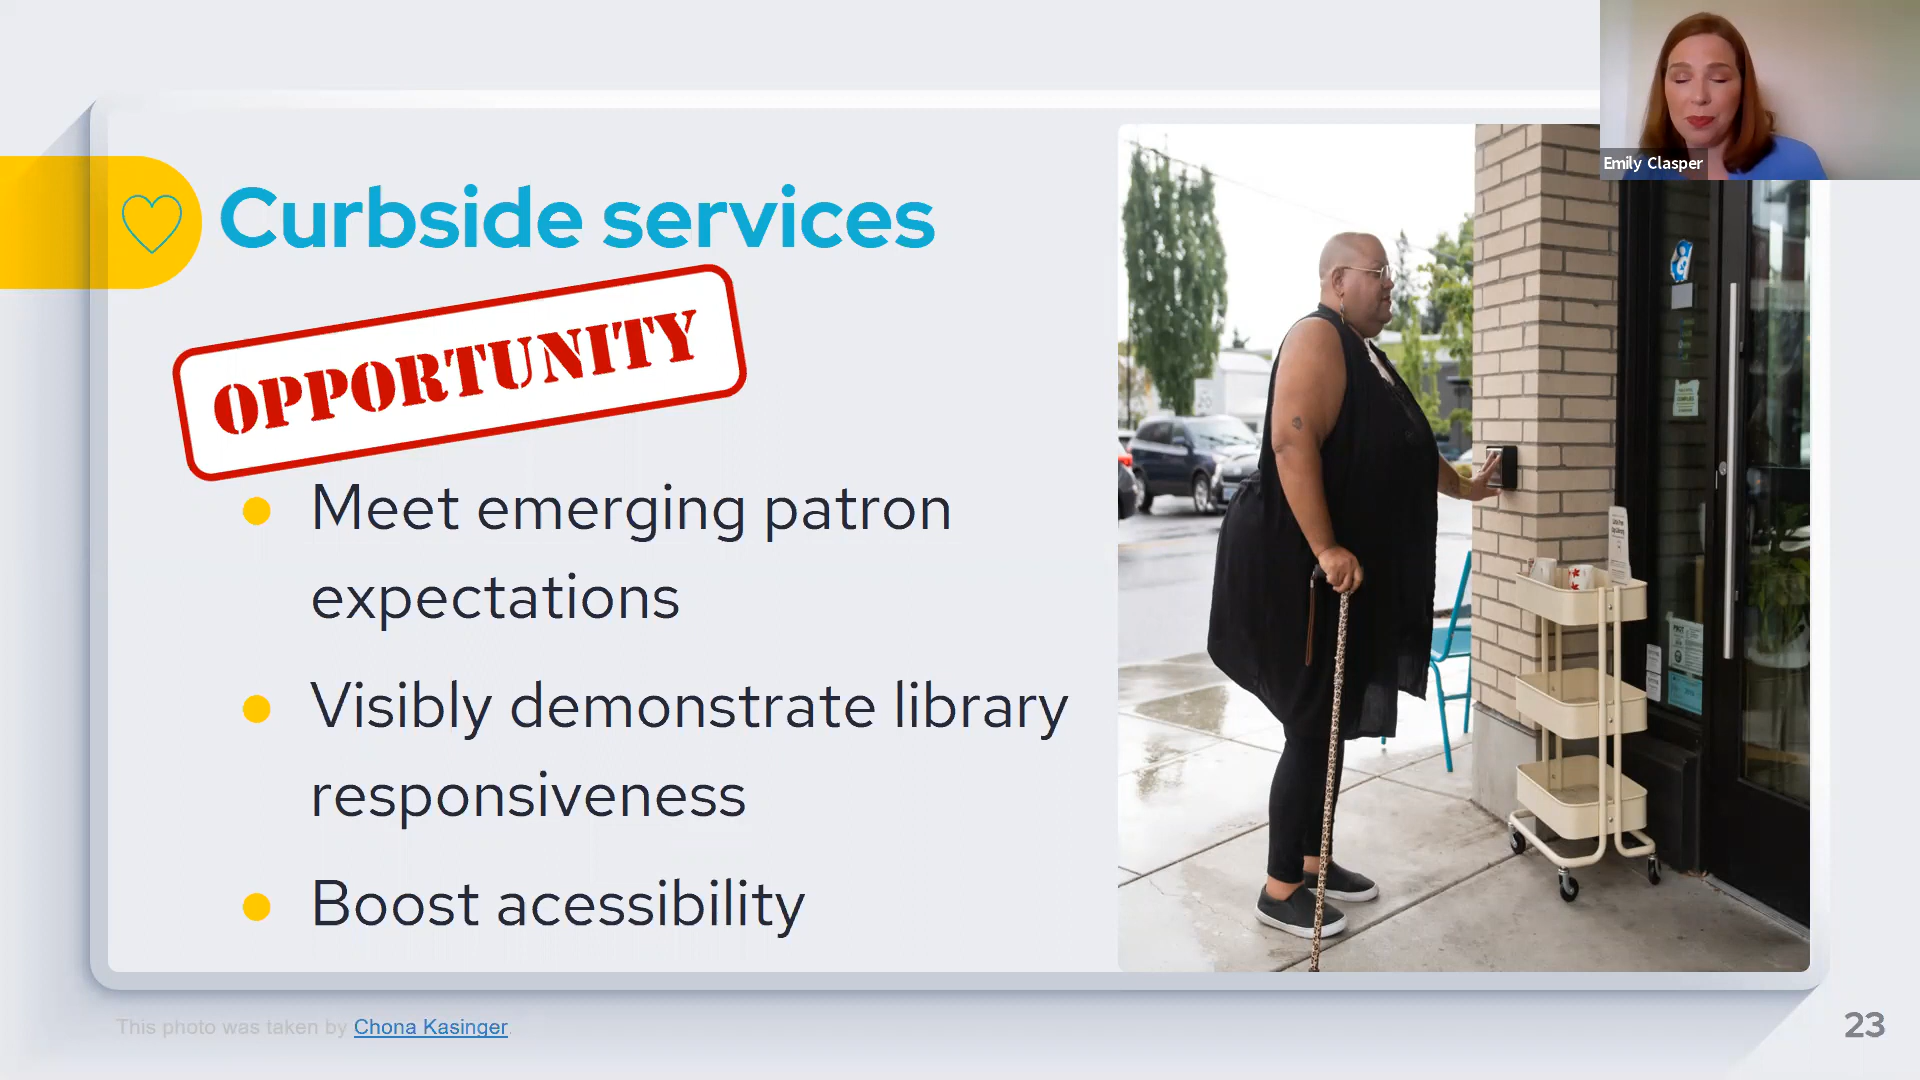 Emily Clasper
Curbside services
OPPORTUNITY
Meet emerging patron
expectations
Visibly demonstrate library
responsiveness
Boost acessibility
This photo was taken by Chona Kasinger.
23